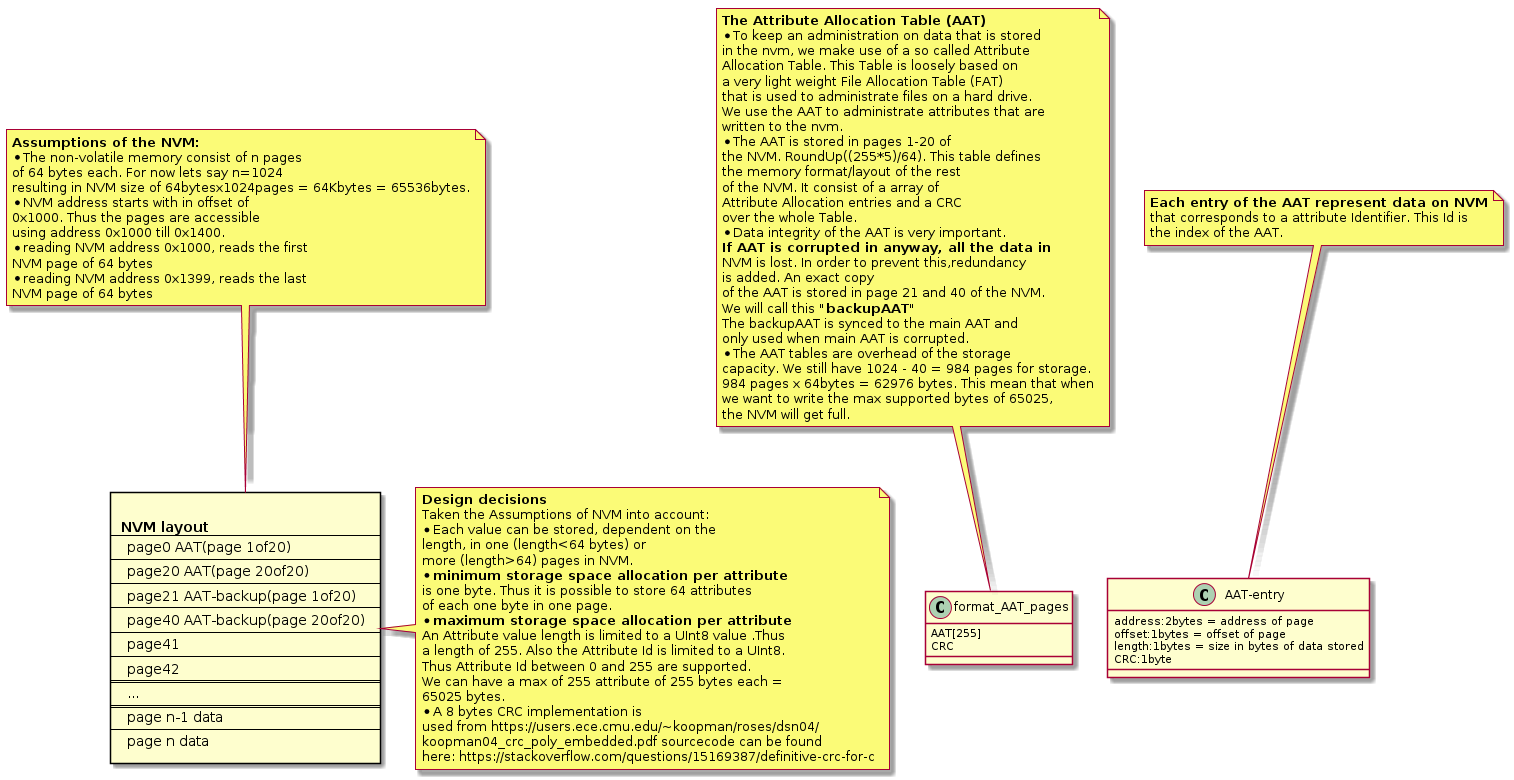 Assumptions of the NVM:
•The non-volatile memory consist of n pages
of 64 bytes each. For now lets say n=1024
resulting in NVM size of 64bytesx1024pages = 64Kbytes = 65536bytes.
•NVM address starts with in offset of
0x1000. Thus the pages are accessible
using address 0x1000 till 0x1400.
•reading NVM address 0x1000, reads the first
NVM page of 64 bytes
•reading NVM address 0x1399, reads the last
NVM page of 64 bytes
The Attribute Allocation Table (AAT)
•To keep an administration on data that is stored
in the nvm, we make use of a so called Attribute
Allocation Table. This Table is loosely based on
a very light weight File Allocation Table (FAT)
that is used to administrate files on a hard drive.
We use the AAT to administrate attributes that are
written to the nvm.
•The AAT is stored in pages 1-20 of
the NVM. RoundUp((255*5)/64). This table defines
the memory format/layout of the rest
of the NVM. It consist of a array of
Attribute Allocation entries and a CRC
over the whole Table.
•Data integrity of the AAT is very important.
If AAT is corrupted in anyway, all the data in
NVM is lost. In order to prevent this,redundancy
is added. An exact copy
of the AAT is stored in page 21 and 40 of the NVM.
We will call this "backupAAT"
The backupAAT is synced to the main AAT and
only used when main AAT is corrupted.
•The AAT tables are overhead of the storage
capacity. We still have 1024 - 40 = 984 pages for storage.
984 pages x 64bytes = 62976 bytes. This mean that when
we want to write the max supported bytes of 65025,
the NVM will get full.
Each entry of the AAT represent data on NVM
that corresponds to a attribute Identifier. This Id is
the index of the AAT.
NVM layout
page0 AAT(page 1of20)
page20 AAT(page 20of20)
page21 AAT-backup(page 1of20)
page40 AAT-backup(page 20of20)
page41
page42
...
page n-1 data
page n data
Design decisions
Taken the Assumptions of NVM into account:
•Each value can be stored, dependent on the
length, in one (length<64 bytes) or
more (length>64) pages in NVM.
•minimum storage space allocation per attribute
is one byte. Thus it is possible to store 64 attributes
of each one byte in one page.
•maximum storage space allocation per attribute
An Attribute value length is limited to a UInt8 value .Thus
a length of 255. Also the Attribute Id is limited to a UInt8.
Thus Attribute Id between 0 and 255 are supported.
We can have a max of 255 attribute of 255 bytes each =
65025 bytes.
•A 8 bytes CRC implementation is
used from https://users.ece.cmu.edu/~koopman/roses/dsn04/
koopman04_crc_poly_embedded.pdf sourcecode can be found
here: https://stackoverflow.com/questions/15169387/definitive-crc-for-c
C format_AAT_pages
AAT[255]
CRC
C AAT-entry
address:2bytes = address of page
offset:1bytes = offset of page
length:1bytes = size in bytes of data stored
CRC:1byte